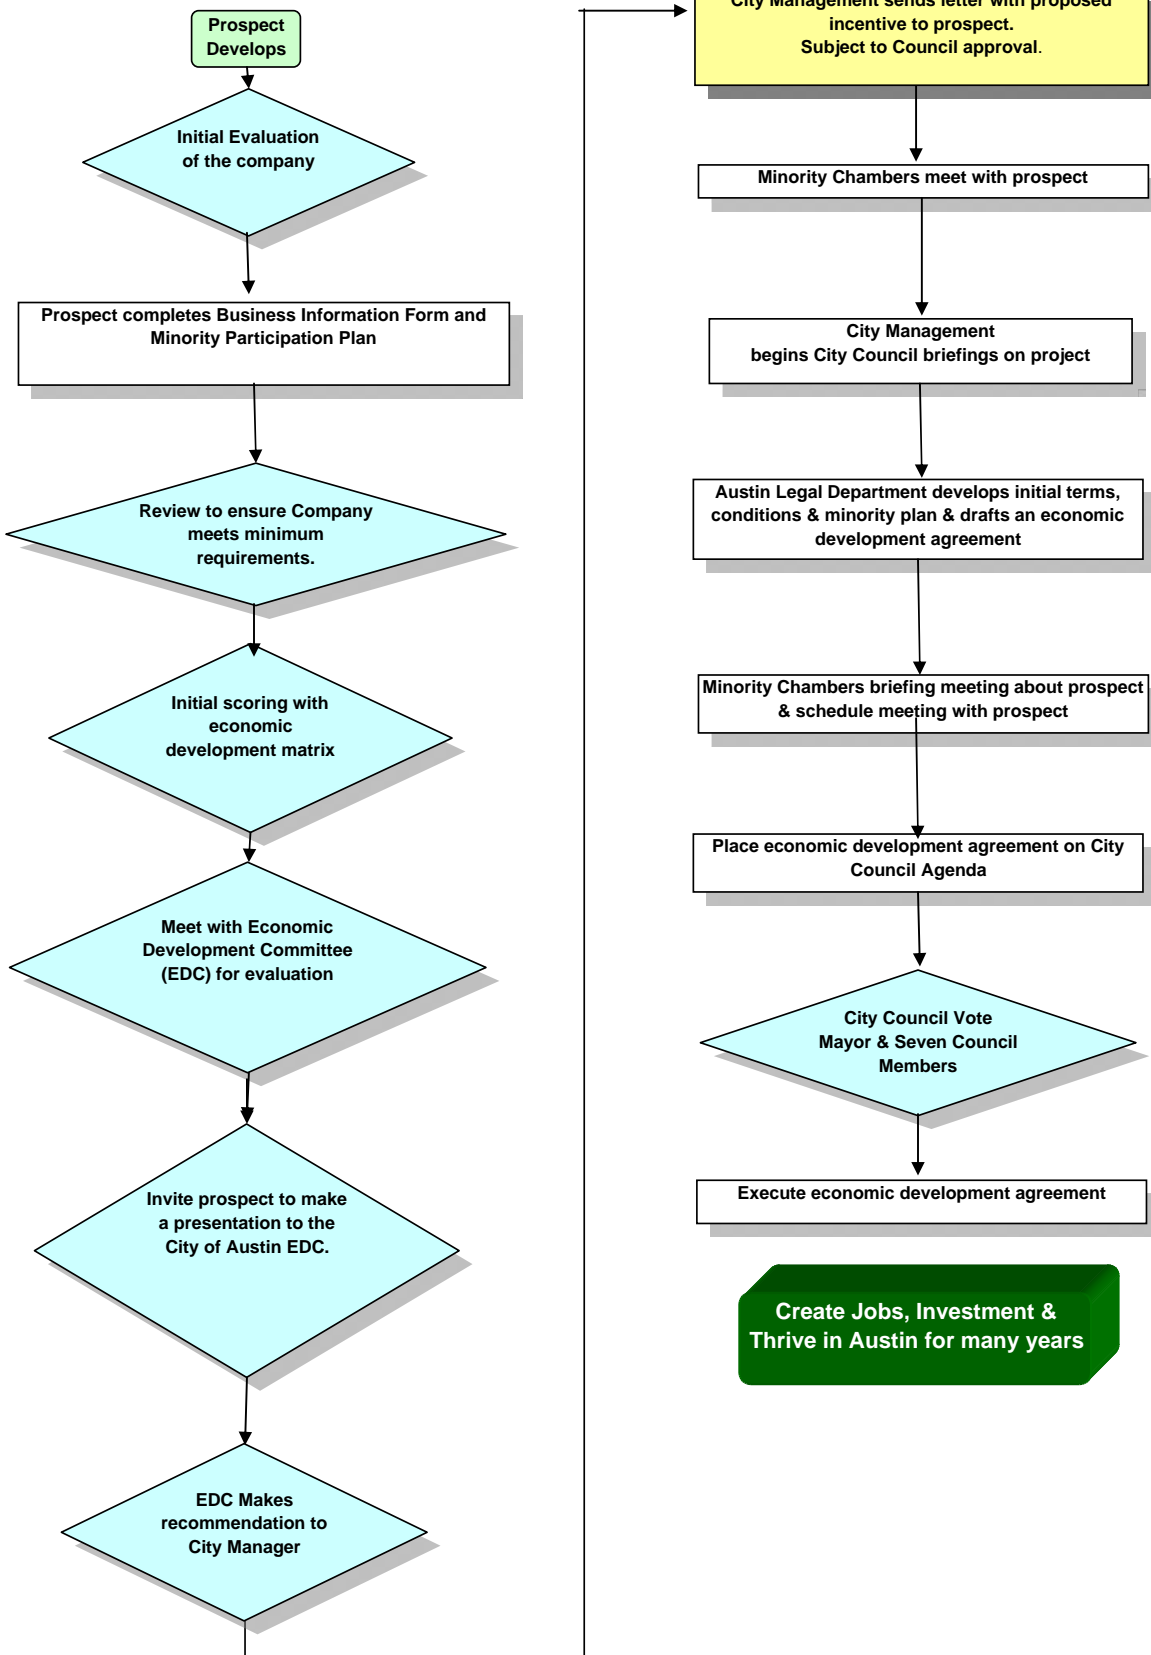 Prospect
Develops
Initial Evaluation
of the company
Prospect completes Business Information Form and
Minority Participation Plan
Review to ensure Company
meets minimum
requirements.
Initial scoring with
economic
development matrix
Meet with Economic
Development Committee
(EDC) for evaluation
Invite prospect to make
a presentation to the
City of Austin EDC.
EDC Makes
recommendation to
City Manager
City Management sends letter with proposed
incentive to prospect.
Subject to Council approval.
Minority Chambers meet with prospect
City Management
begins City Council briefings on project
Austin Legal Department develops initial terms,
conditions & minority plan & drafts an economic
development agreement
Minority Chambers briefing meeting about prospect
& schedule meeting with prospect
Place economic development agreement on City
Council Agenda
City Council Vote
Mayor & Seven Council
Members
Execute economic development agreement
Create Jobs, Investment &
Thrive in Austin for many years